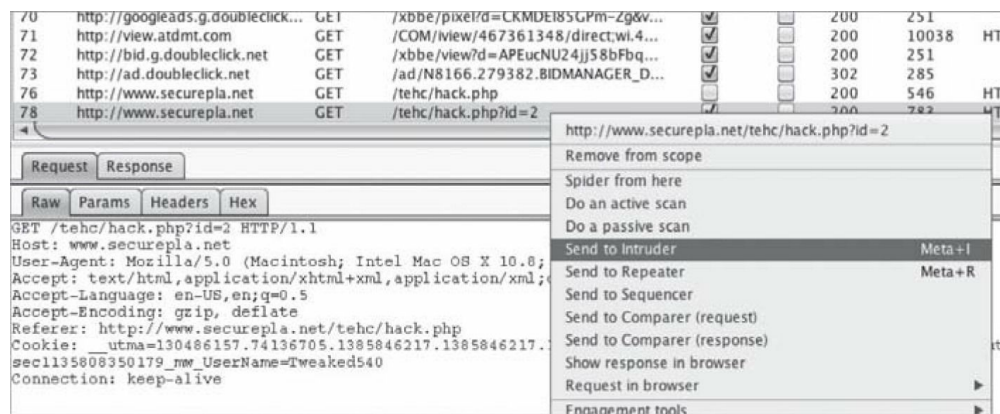 70 http://googleads.g.doubleclick... GET /xbbe/pixel?d=CKMDEI85GPm-Zg&v... 200 251
71 http://view.atdmt.com GET /COM/iview/467361348/direct;wi.4... 200 10038 HT
72 http://bid.g.doubleclick.net GET /xbbe/view?d=APEucNU24jj58bFbq... 200 251
73 http://ad.doubleclick.net GET /ad/N8166.279382.BIDMANAGER_D... 302 285
76 http://www.securepla.net GET /tehc/hack.php 200 546 HT
78 http://www.securepla.net GET /tehc/hack.php?id=2 200 783 HT
http://www.securepla.net/tehc/hack.php?id=2
Remove from scope
Spider from here
Do an active scan
Do a passive scan
Send to Intruder Meta+I
Send to Repeater Meta+R
Send to Sequencer
Send to Comparer (request)
Send to Comparer (response)
Show response in browser
Request in browser
Engagement tools
Request Response
Raw Params Headers Hex
GET /tehc/hack.php?id=2 HTTP/1.1
Host: www.securepla.net
User-Agent: Mozilla/5.0 (Macintosh; Intel Mac OS X 10.8;
Accept: text/html,application/xhtml+xml,application/xml;
Accept-Language: en-US,en;q=0.5
Accept-Encoding: gzip, deflate
Referer: http://www.securepla.net/tehc/hack.php
Cookie: __utma=130486157.74136705.1385846217.1385846217.
sec1135808350179_mw_UserName=Tweaked540
Connection: keep-alive